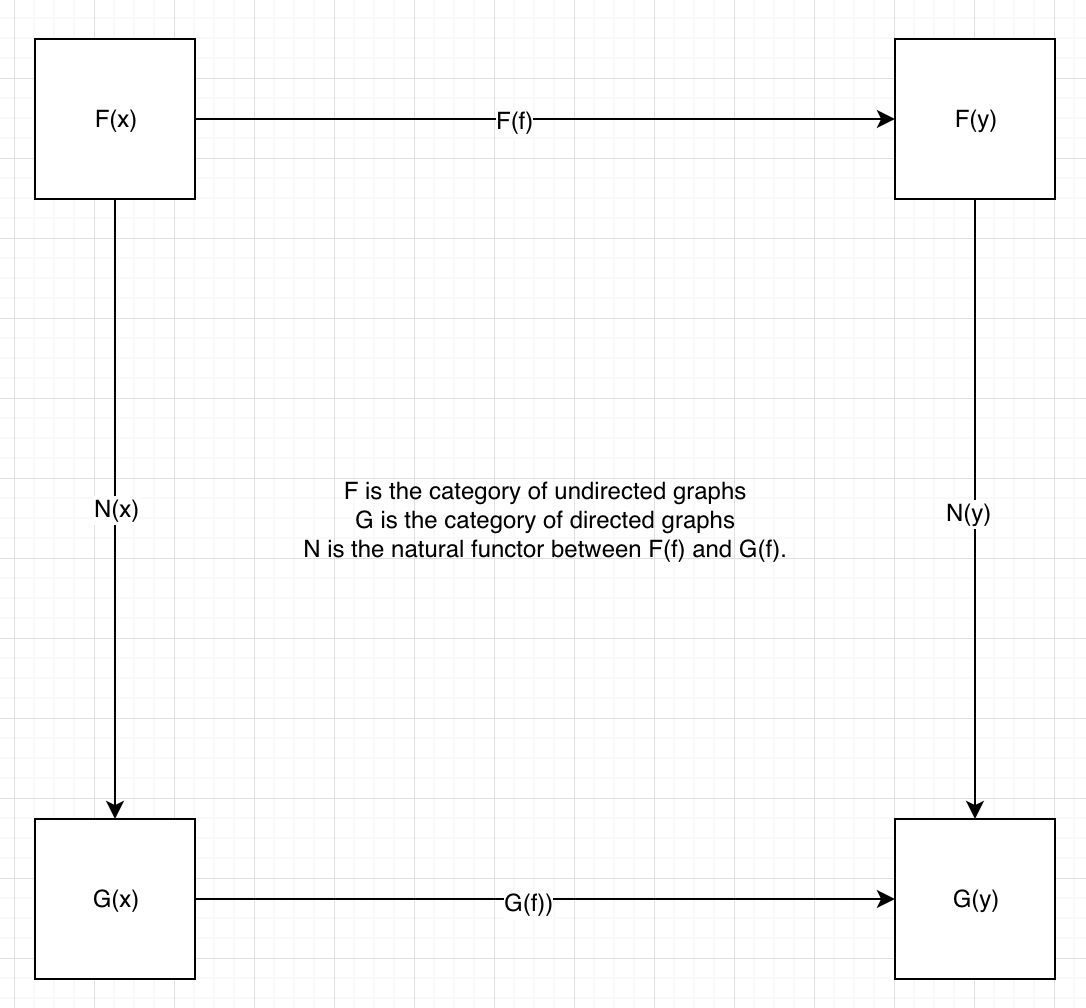 F(x)
F(f)
F(y)
N(x)
F is the category of undirected graphs
G is the category of directed graphs
N is the natural functor between F(f) and G(f).
N(y)
G(x)
G(f))
G(y)